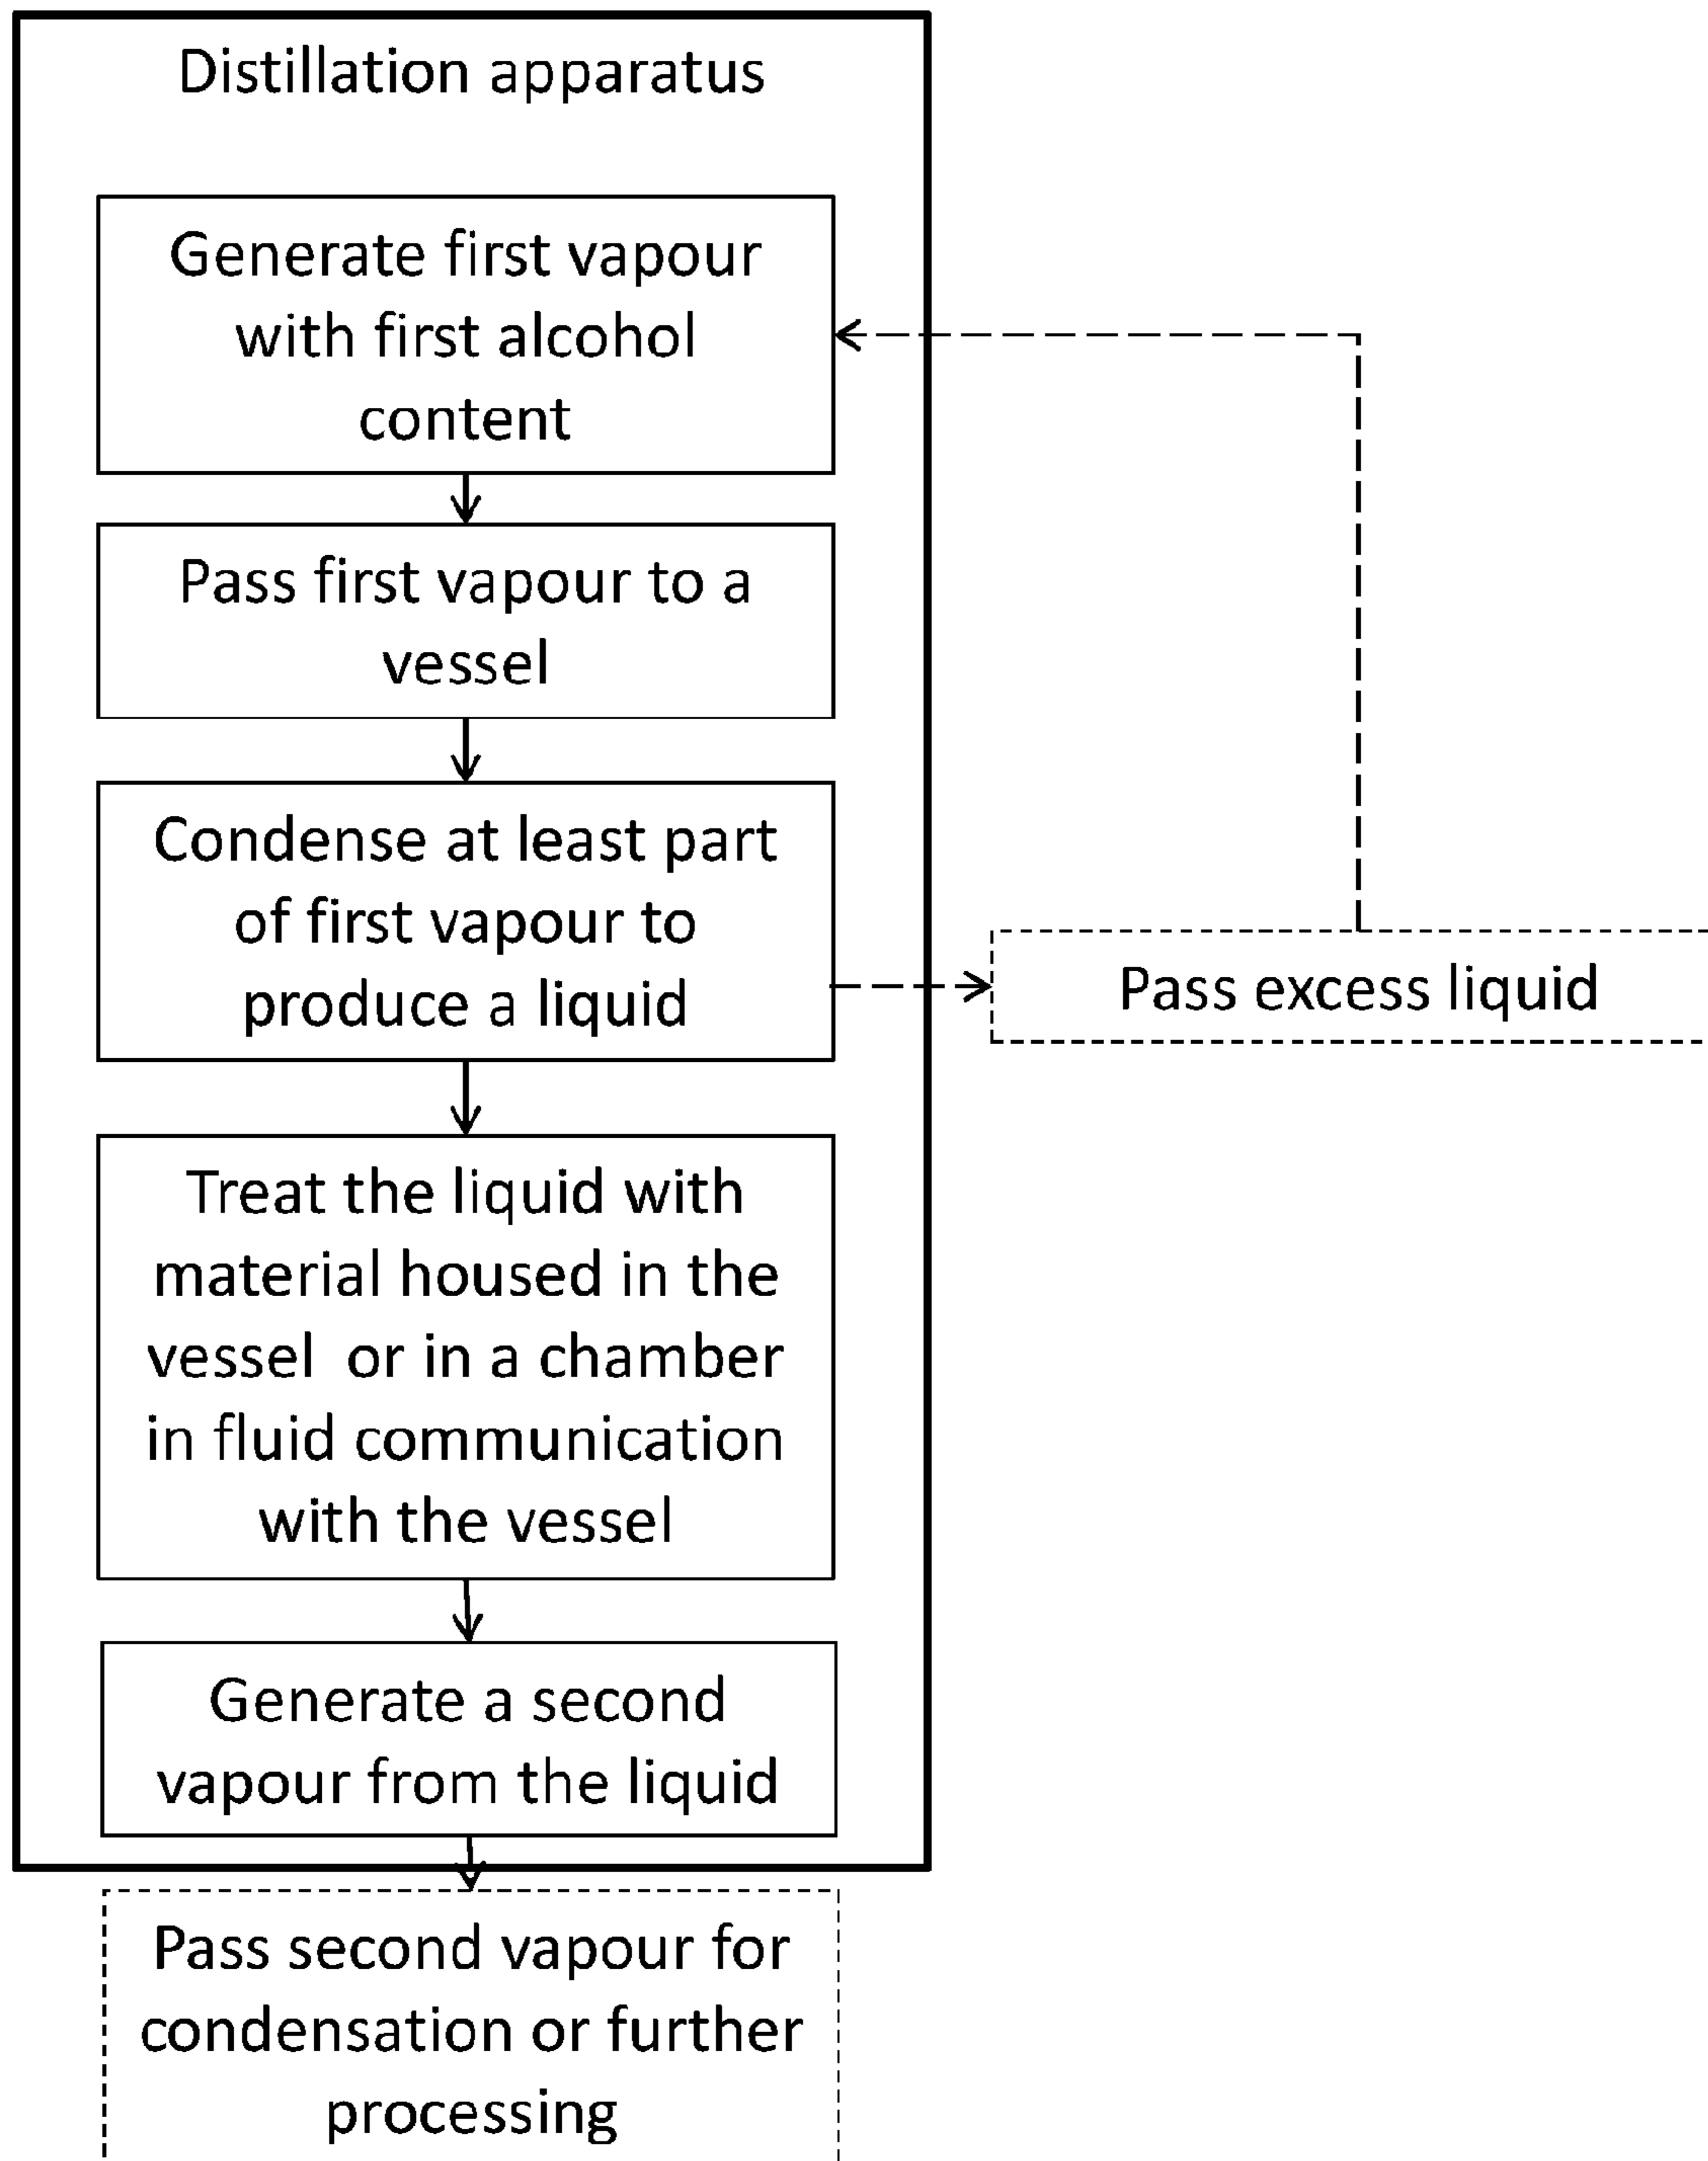 Distillation apparatus
Generate first vapour
with first alcohol
content
Pass first vapour to a
vessel
Condense at least part
of first vapour to
produce a liquid
Pass excess liquid
Treat the liquid with
material housed in the
vessel or in a chamber
in fluid communication
with the vessel
Generate a second
vapour from the liquid
Pass second vapour for
condensation or further
processing